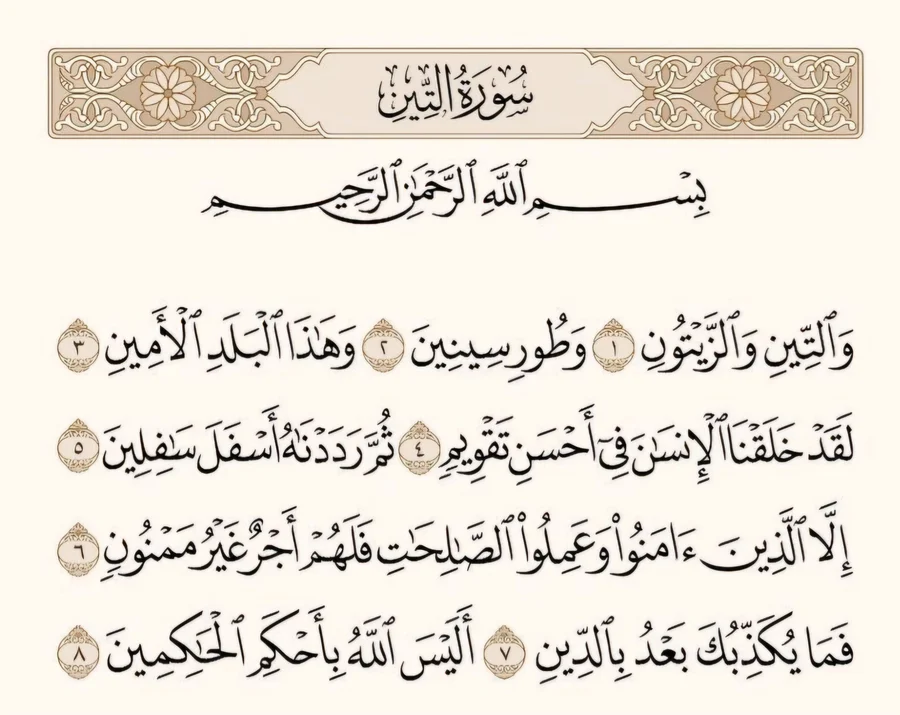 سُورَةُ التِّينِ
بِسْمِ ٱللَّهِ ٱلرَّحْمَٰنِ ٱلرَّحِيمِ
وَٱلتِّينِ وَٱلزَّيْتُونِ ١ وَطُورِ سِينِينَ ٢ وَهَٰذَا ٱلْبَلَدِ ٱلْأَمِينِ ٣
لَقَدْ خَلَقْنَا ٱلْإِنسَٰنَ فِىٓ أَحْسَنِ تَقْوِيمٍ ٤ ثُمَّ رَدَدْنَٰهُ أَسْفَلَ سَٰفِلِينَ ٥
إِلَّا ٱلَّذِينَ ءَامَنُوا۟ وَعَمِلُوا۟ ٱلصَّٰلِحَٰتِ فَلَهُمْ أَجْرٌ غَيْرُ مَمْنُونٍ ٦
فَمَا يُكَذِّبُكَ بَعْدُ بِٱلدِّينِ ٧ أَلَيْسَ ٱللَّهُ بِأَحْكَمِ ٱلْحَٰكِمِينَ ٨